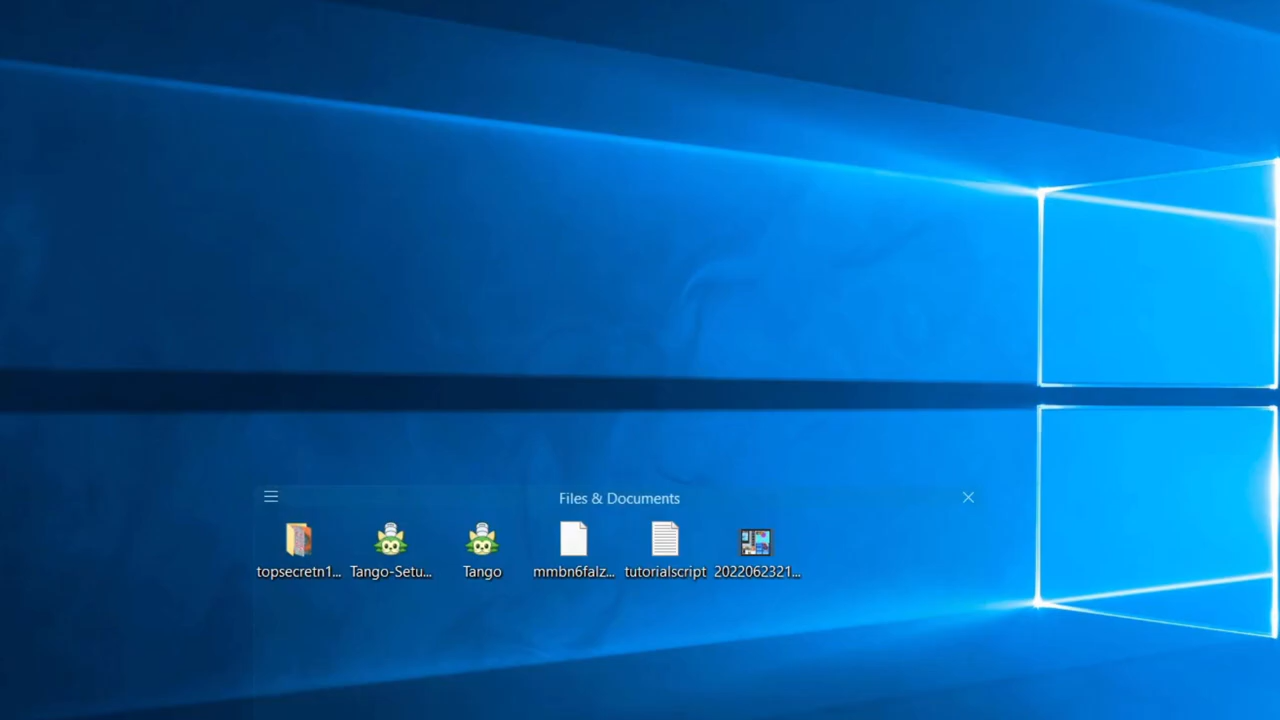 Files & Documents
topsecretn1...
Tango-Setu...
Tango
mmbn6falz...
tutorialscript
2022062321...